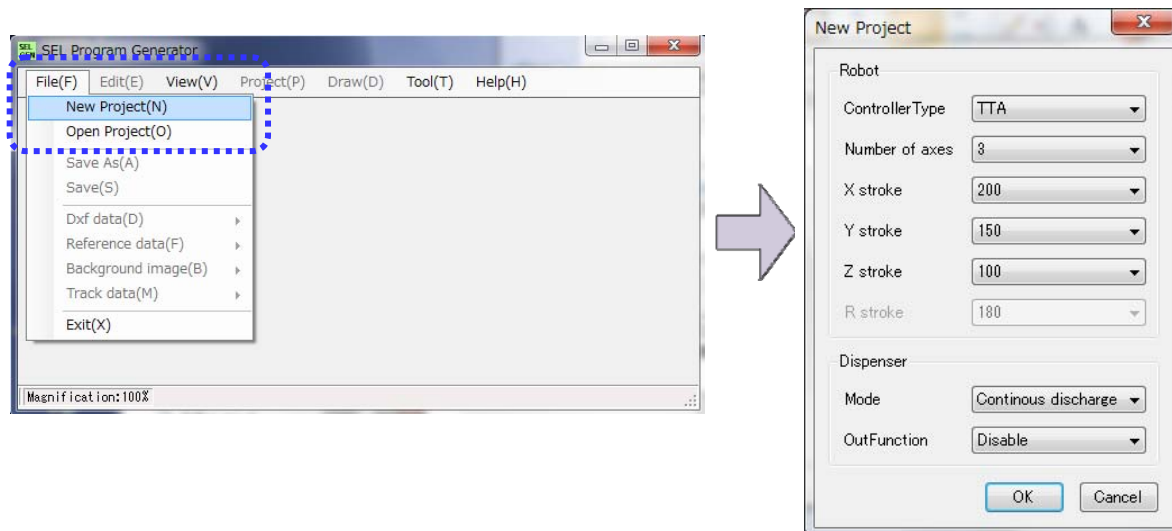 SEL GEN SEL Program Generator
File(F) Edit(E) View(V) Project(P) Draw(D) Tool(T) Help(H)
New Project(N)
Open Project(O)
Save As(A)
Save(S)
Dxf data(D)
Reference data(F)
Background image(B)
Track data(M)
Exit(X)
Magnification:100%
New Project
Robot
ControllerType TTA
Number of axes 3
X stroke 200
Y stroke 150
Z stroke 100
R stroke 180
Dispenser
Mode Continous discharge
OutFunction Disable
OK Cancel